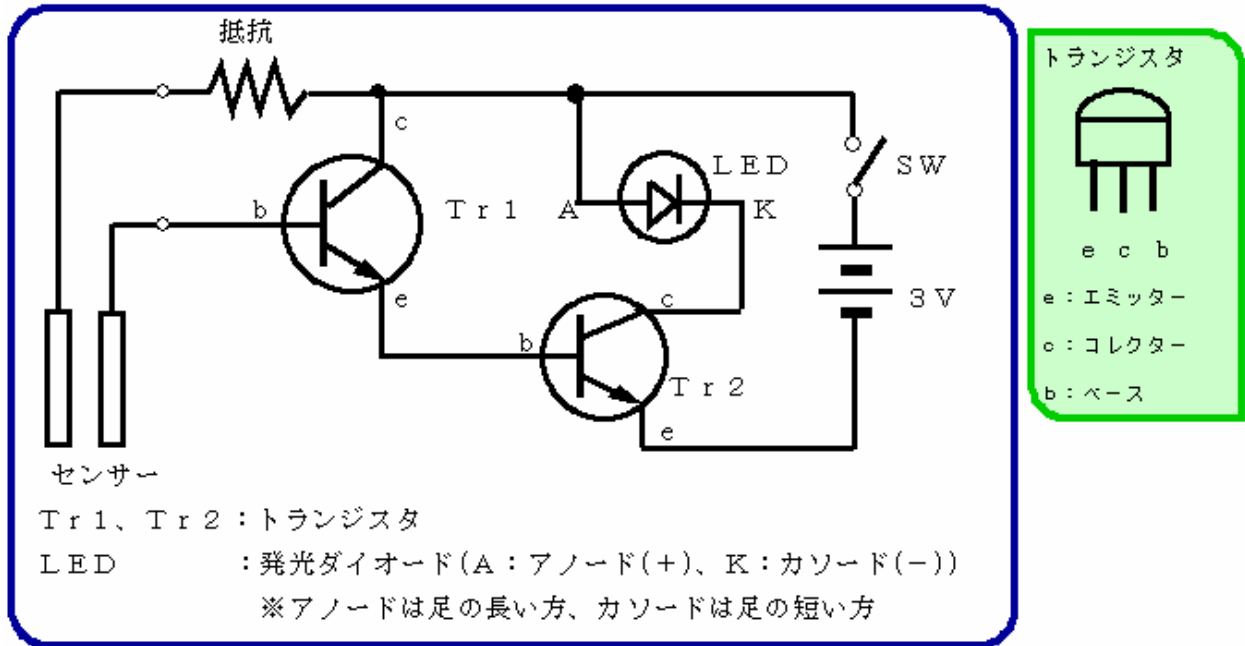 抵抗
c
LED
SW
b
Tr1
A
K
e
c
3V
b
Tr2
e
センサー
Tr1、Tr2：トランジスタ
LED　　　：発光ダイオード(A：アノード(+)、K：カソード(−))
※アノードは足の長い方、カソードは足の短い方
トランジスタ
e c b
e：エミッター
c：コレクター
b：ベース